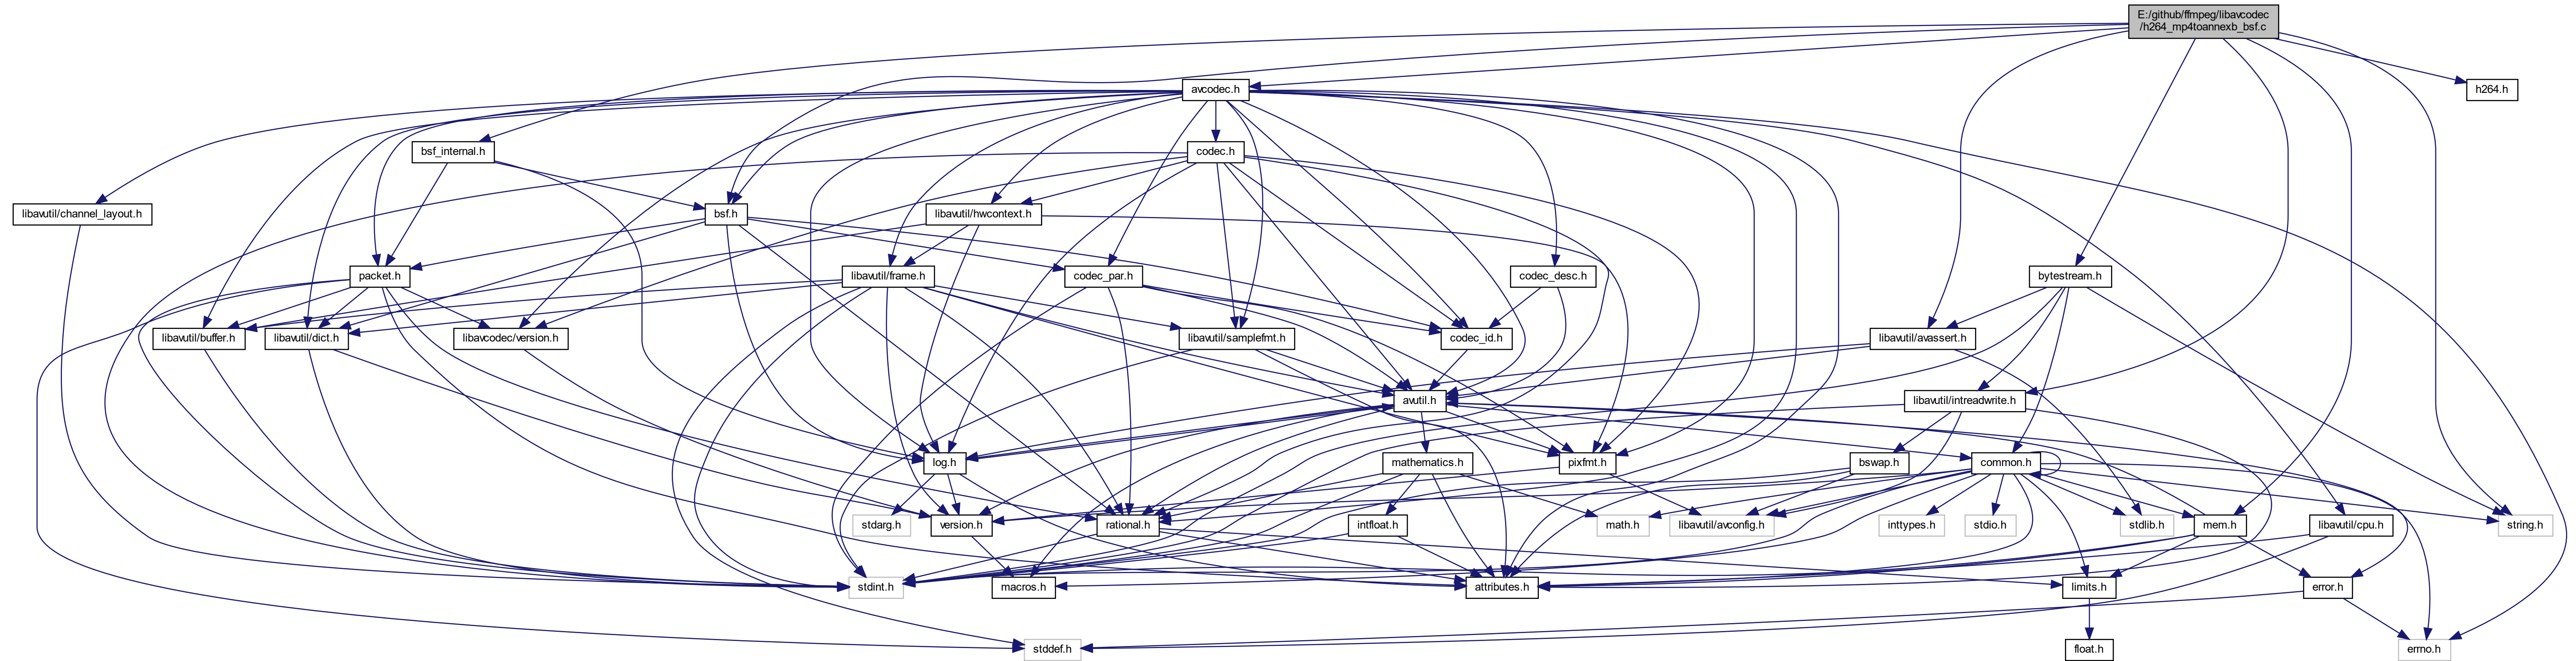 E:/github/ffmpeg/libavcodec
/h264_mp4toannexb_bsf.c
avcodec.h
h264.h
bsf_internal.h
codec.h
libavutil/channel_layout.h
bsf.h
libavutil/hwcontext.h
packet.h
libavutil/frame.h
codec_par.h
codec_desc.h
bytestream.h
libavutil/buffer.h
libavutil/dict.h
libavcodec/version.h
libavutil/samplefmt.h
codec_id.h
libavutil/avassert.h
avutil.h
libavutil/intreadwrite.h
log.h
mathematics.h
pixfmt.h
bswap.h
common.h
stdarg.h
version.h
rational.h
intfloat.h
math.h
libavutil/avconfig.h
inttypes.h
stdio.h
stdlib.h
mem.h
libavutil/cpu.h
string.h
stdint.h
macros.h
attributes.h
limits.h
error.h
stddef.h
float.h
errno.h